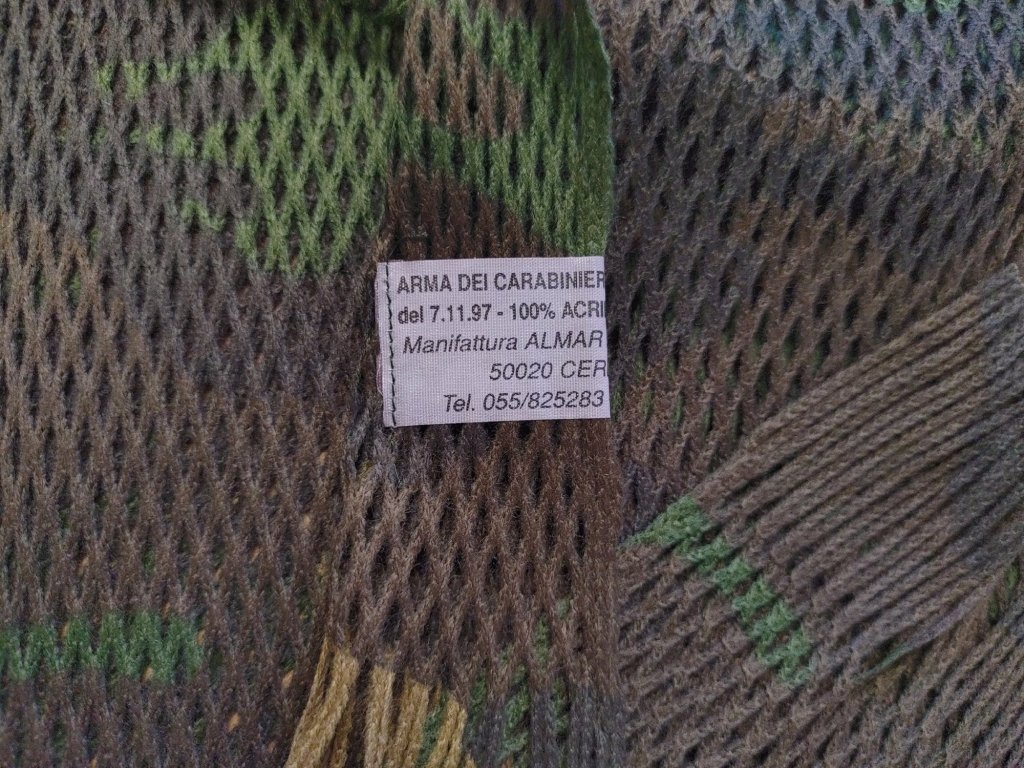 ARMA DEI CARABINIER
del 7.11.97 - 100% ACRI
Manifattura ALMAR
50020 CER
Tel. 055/825283